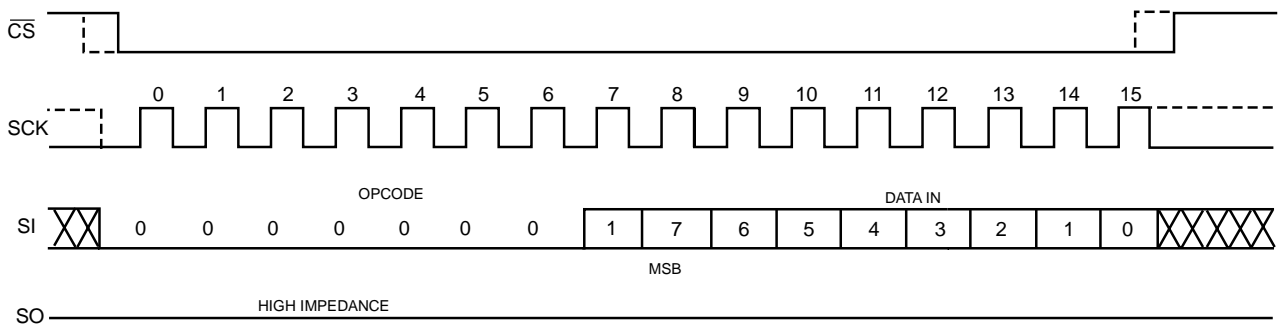 CS
0 1 2 3 4 5 6 7 8 9 10 11 12 13 14 15
SCK
OPCODE DATA IN
SI 0 0 0 0 0 0 0 1 7 6 5 4 3 2 1 0
MSB
HIGH IMPEDANCE
SO